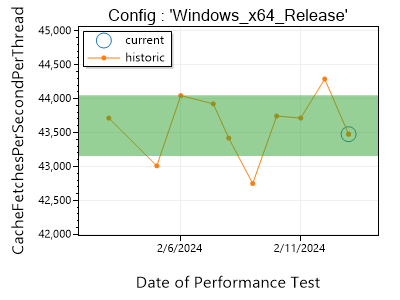 Config : 'Windows_x64_Release'
current
historic
CacheFetchesPerSecondPerThread
45,000
44,500
44,000
43,500
43,000
42,500
42,000
2/6/2024
2/11/2024
Date of Performance Test